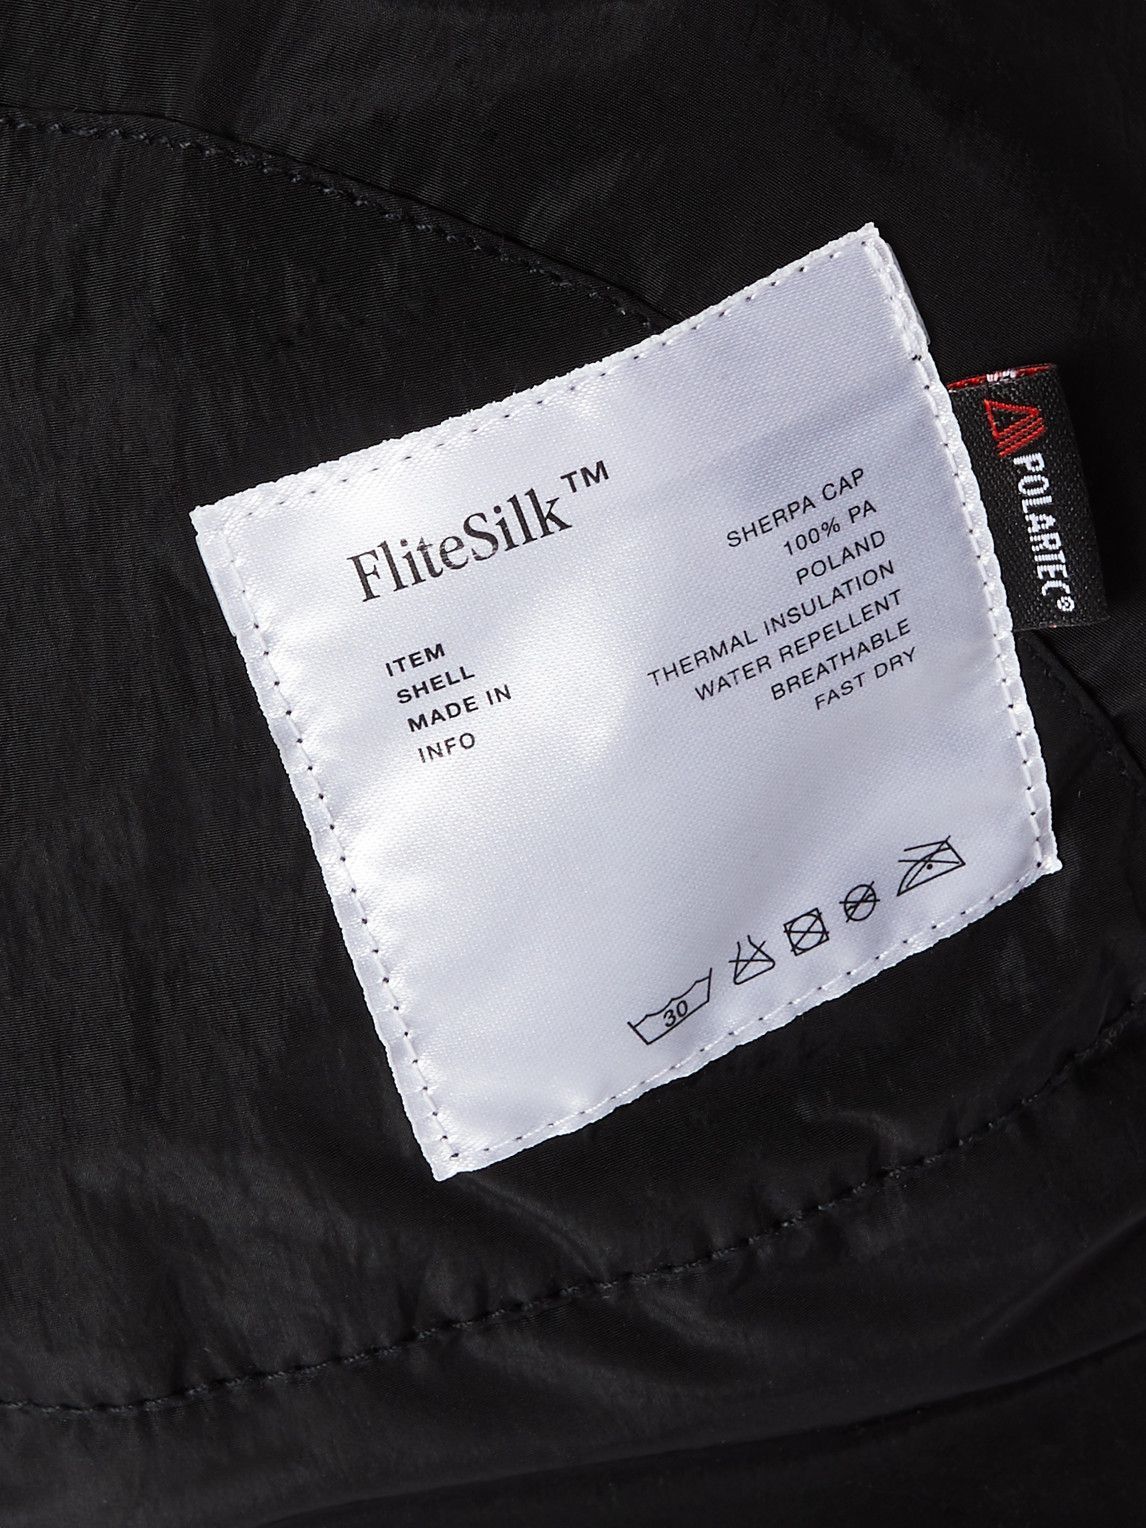 FliteSilk™
ITEM SHERPA CAP
SHELL 100% PA
MADE IN POLAND
INFO THERMAL INSULATION
WATER REPELLENT
BREATHABLE
FAST DRY
30
POLARTEC®